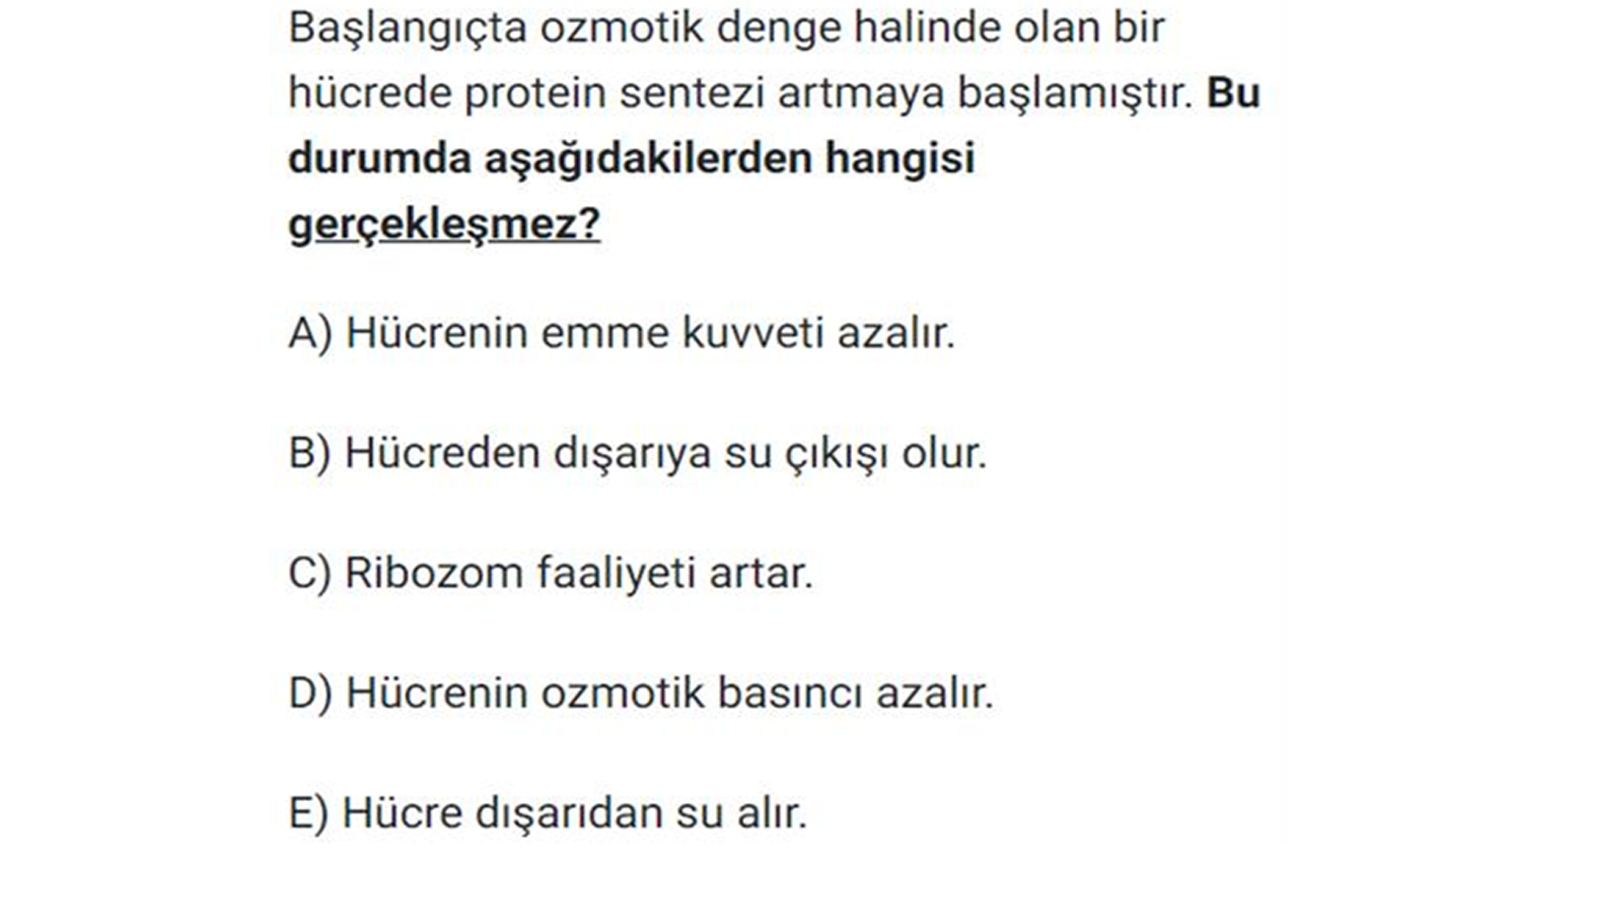 Başlangıçta ozmotik denge halinde olan bir
hücrede protein sentezi artmaya başlamıştır. Bu
durumda aşağıdakilerden hangisi
gerçekleşmez?
A) Hücrenin emme kuvveti azalır.
B) Hücreden dışarıya su çıkışı olur.
C) Ribozom faaliyeti artar.
D) Hücrenin ozmotik basıncı azalır.
E) Hücre dışarıdan su alır.